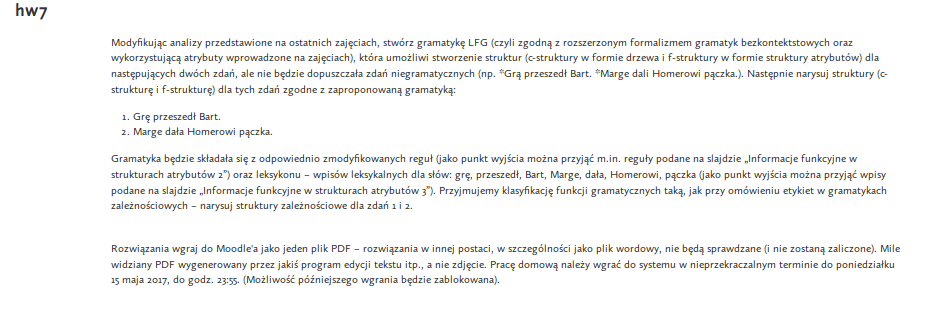 hw7
Modyfikując analizy przedstawione na ostatnich zajęciach, stwórz gramatykę LFG (czyli zgodną z rozszerzonym formalizmem gramatyk bezkontektstowych oraz
wykorzystującą atrybuty wprowadzone na zajęciach), która umożliwi stworzenie struktur (c-struktury w formie drzewa i f-struktury w formie struktury atrybutów) dla
następujących dwóch zdań, ale nie będzie dopuszczała zdań niegramatycznych (np. *Grą przeszedł Bart. *Marge dali Homerowi pączka.). Następnie narysuj struktury (c-
strukturę i f-strukturę) dla tych zdań zgodne z zaproponowaną gramatyką:
1. Grę przeszedł Bart.
2. Marge dała Homerowi pączka.
Gramatyka będzie składała się z odpowiednio zmodyfikowanych reguł (jako punkt wyjścia można przyjąć m.in. reguły podane na slajdzie „Informacje funkcyjne w
strukturach atrybutów 2”) oraz leksykonu – wpisów leksykalnych dla słów: grę, przeszedł, Bart, Marge, dała, Homerowi, pączka (jako punkt wyjścia można przyjąć wpisy
podane na slajdzie „Informacje funkcyjne w strukturach atrybutów 3”). Przyjmujemy klasyfikację funkcji gramatycznych taką, jak przy omówieniu etykiet w gramatykach
zależnościowych – narysuj struktury zależnościowe dla zdań 1 i 2.
Rozwiązania wgraj do Moodle'a jako jeden plik PDF – rozwiązania w innej postaci, w szczególności jako plik wordowy, nie będą sprawdzane (i nie zostaną zaliczone). Mile
widziany PDF wygenerowany przez jakiś program edycji tekstu itp., a nie zdjęcie. Pracę domową należy wgrać do systemu w nieprzekraczalnym terminie do poniedziałku
15 maja 2017, do godz. 23:55. (Możliwość późniejszego wgrania będzie zablokowana).